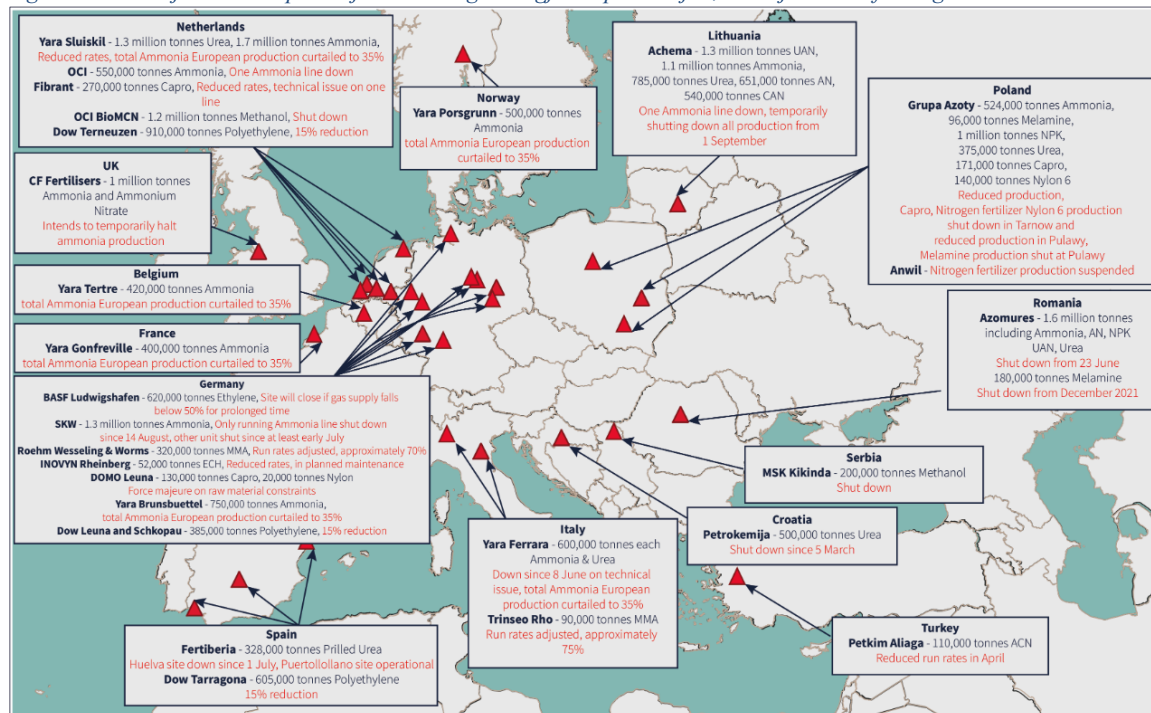 Netherlands
Yara Sluiskil - 1.3 million tonnes Urea, 1.7 million tonnes Ammonia,
Reduced rates, total Ammonia European production curtailed to 35%
OCI - 550,000 tonnes Ammonia, One Ammonia line down
Fibrant - 270,000 tonnes Capro, Reduced rates, technical issue on one
line
OCI BioMCN - 1.2 million tonnes Methanol, Shut down
Dow Terneuzen - 910,000 tonnes Polyethylene, 15% reduction
Norway
Yara Porsgrunn - 500,000 tonnes
Ammonia
total Ammonia European production
curtailed to 35%
Lithuania
Achema - 1.3 million tonnes UAN,
1.1 million tonnes Ammonia,
785,000 tonnes Urea, 651,000 tonnes AN,
540,000 tonnes CAN
One Ammonia line down, temporarily
shutting down all production from
1 September
Poland
Grupa Azoty - 524,000 tonnes Ammonia,
96,000 tonnes Melamine,
1 million tonnes NPK,
375,000 tonnes Urea,
171,000 tonnes Capro,
140,000 tonnes Nylon 6
Reduced production,
Capro, Nitrogen fertilizer Nylon 6 production
shut down in Tarnow and
reduced production in Pulawy,
Melamine production shut at Pulawy
Anwil - Nitrogen fertilizer production suspended
UK
CF Fertilisers - 1 million tonnes
Ammonia and Ammonium
Nitrate
Intends to temporarily halt
ammonia production
Belgium
Yara Tertre - 420,000 tonnes Ammonia
total Ammonia European production curtailed to 35%
France
Yara Gonfreville - 400,000 tonnes Ammonia
total Ammonia European production curtailed to 35%
Germany
BASF Ludwigshafen - 620,000 tonnes Ethylene, Site will close if gas supply falls
below 50% for prolonged time
SKW - 1.3 million tonnes Ammonia, Only running Ammonia line shut down
since 14 August, other unit shut since at least early July
Roehm Wesseling & Worms - 320,000 tonnes MMA, Run rates adjusted, approximately 70%
INOVYN Rheinberg - 52,000 tonnes ECH, Reduced rates, in planned maintenance
DOMO Leuna - 130,000 tonnes Capro, 20,000 tonnes Nylon
Force majeure on raw material constraints
Yara Brunsbuettel - 750,000 tonnes Ammonia,
total Ammonia European production curtailed to 35%
Dow Leuna and Schkopau - 385,000 tonnes Polyethylene, 15% reduction
Romania
Azomures - 1.6 million tonnes
including Ammonia, AN, NPK
UAN, Urea
Shut down from 23 June
180,000 tonnes Melamine
Shut down from December 2021
Serbia
MSK Kikinda - 200,000 tonnes Methanol
Shut down
Croatia
Petrokemija - 500,000 tonnes Urea
Shut down since 5 March
Italy
Yara Ferrara - 600,000 tonnes each
Ammonia & Urea
Down since 8 June on technical
issue, total Ammonia European
production curtailed to 35%
Trinseo Rho - 90,000 tonnes MMA
Run rates adjusted, approximately
75%
Turkey
Petkim Aliaga - 110,000 tonnes ACN
Reduced run rates in April
Spain
Fertiberia - 328,000 tonnes Prilled Urea
Huelva site down since 1 July, Puertollolano site operational
Dow Tarragona - 605,000 tonnes Polyethylene
15% reduction